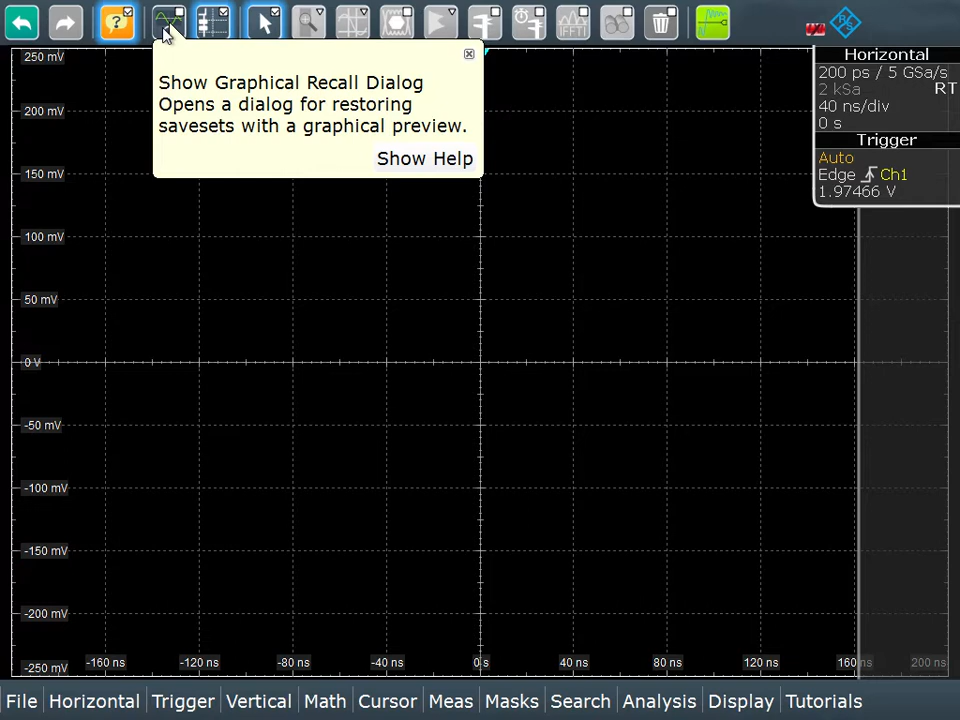 ?
Show Graphical Recall Dialog
Opens a dialog for restoring
savesets with a graphical preview.
Show Help
Horizontal
200 ps / 5 GSa/s
2 kSa RT
40 ns/div
0 s
Trigger
Auto
Edge Ch1
1.97466 V
250 mV
200 mV
150 mV
100 mV
50 mV
0 V
-50 mV
-100 mV
-150 mV
-200 mV
-250 mV
-160 ns -120 ns -80 ns -40 ns 0 s 40 ns 80 ns 120 ns 160 ns 200 ns
File Horizontal Trigger Vertical Math Cursor Meas Masks Search Analysis Display Tutorials